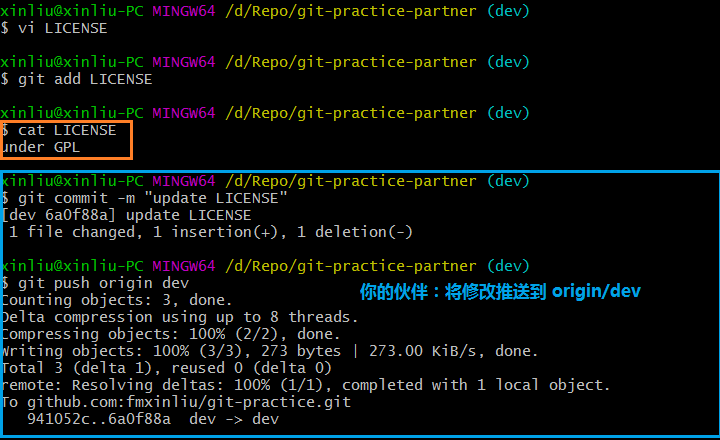 xinliu@xinliu-PC MINGW64 /d/Repo/git-practice-partner (dev)
$ vi LICENSE
xinliu@xinliu-PC MINGW64 /d/Repo/git-practice-partner (dev)
$ git add LICENSE
xinliu@xinliu-PC MINGW64 /d/Repo/git-practice-partner (dev)
$ cat LICENSE
under GPL
xinliu@xinliu-PC MINGW64 /d/Repo/git-practice-partner (dev)
$ git commit -m "update LICENSE"
[dev 6a0f88a] update LICENSE
 1 file changed, 1 insertion(+), 1 deletion(-)
xinliu@xinliu-PC MINGW64 /d/Repo/git-practice-partner (dev)
$ git push origin dev
你的伙伴：将修改推送到 origin/dev
Counting objects: 3, done.
Delta compression using up to 8 threads.
Compressing objects: 100% (2/2), done.
Writing objects: 100% (3/3), 273 bytes | 273.00 KiB/s, done.
Total 3 (delta 1), reused 0 (delta 0)
remote: Resolving deltas: 100% (1/1), completed with 1 local object.
To github.com:fmxinliu/git-practice.git
   941052c..6a0f88a  dev -> dev